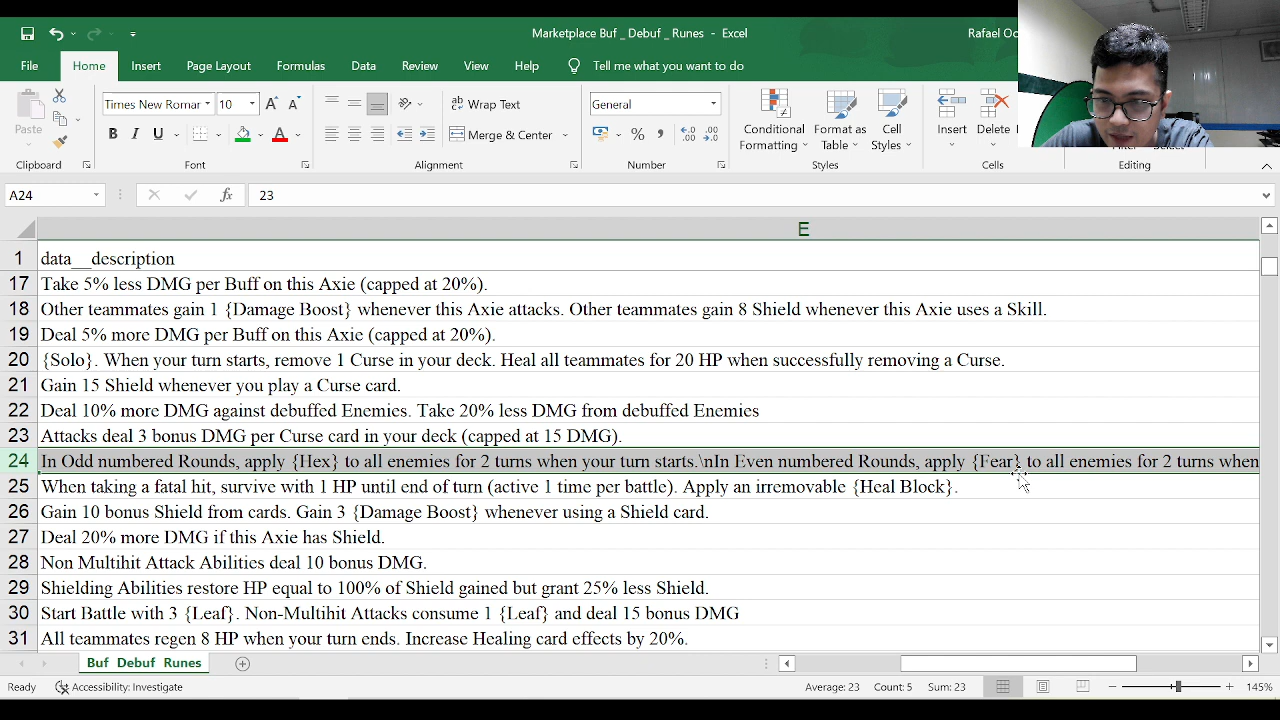 Marketplace Buf _ Debuf _ Runes - Excel
Rafael Oc
File
Home
Insert
Page Layout
Formulas
Data
Review
View
Help
Tell me what you want to do
Paste
Times New Romar
10
Wrap Text
General
Merge & Center
Conditional
Formatting
Format as
Table
Cell
Styles
Insert
Delete
B I U
Clipboard
Font
Alignment
Number
Styles
Cells
Editing
A24
fx
23
E
1 data__description
17 Take 5% less DMG per Buff on this Axie (capped at 20%).
18 Other teammates gain 1 {Damage Boost} whenever this Axie attacks. Other teammates gain 8 Shield whenever this Axie uses a Skill.
19 Deal 5% more DMG per Buff on this Axie (capped at 20%).
20 {Solo}. When your turn starts, remove 1 Curse in your deck. Heal all teammates for 20 HP when successfully removing a Curse.
21 Gain 15 Shield whenever you play a Curse card.
22 Deal 10% more DMG against debuffed Enemies. Take 20% less DMG from debuffed Enemies
23 Attacks deal 3 bonus DMG per Curse card in your deck (capped at 15 DMG).
24 In Odd numbered Rounds, apply {Hex} to all enemies for 2 turns when your turn starts.\nIn Even numbered Rounds, apply {Fear} to all enemies for 2 turns when
25 When taking a fatal hit, survive with 1 HP until end of turn (active 1 time per battle). Apply an irremovable {Heal Block}.
26 Gain 10 bonus Shield from cards. Gain 3 {Damage Boost} whenever using a Shield card.
27 Deal 20% more DMG if this Axie has Shield.
28 Non Multihit Attack Abilities deal 10 bonus DMG.
29 Shielding Abilities restore HP equal to 100% of Shield gained but grant 25% less Shield.
30 Start Battle with 3 {Leaf}. Non-Multihit Attacks consume 1 {Leaf} and deal 15 bonus DMG
31 All teammates regen 8 HP when your turn ends. Increase Healing card effects by 20%.
Buf_Debuf_Runes
Ready
Accessibility: Investigate
Average: 23
Count: 5
Sum: 23
145%